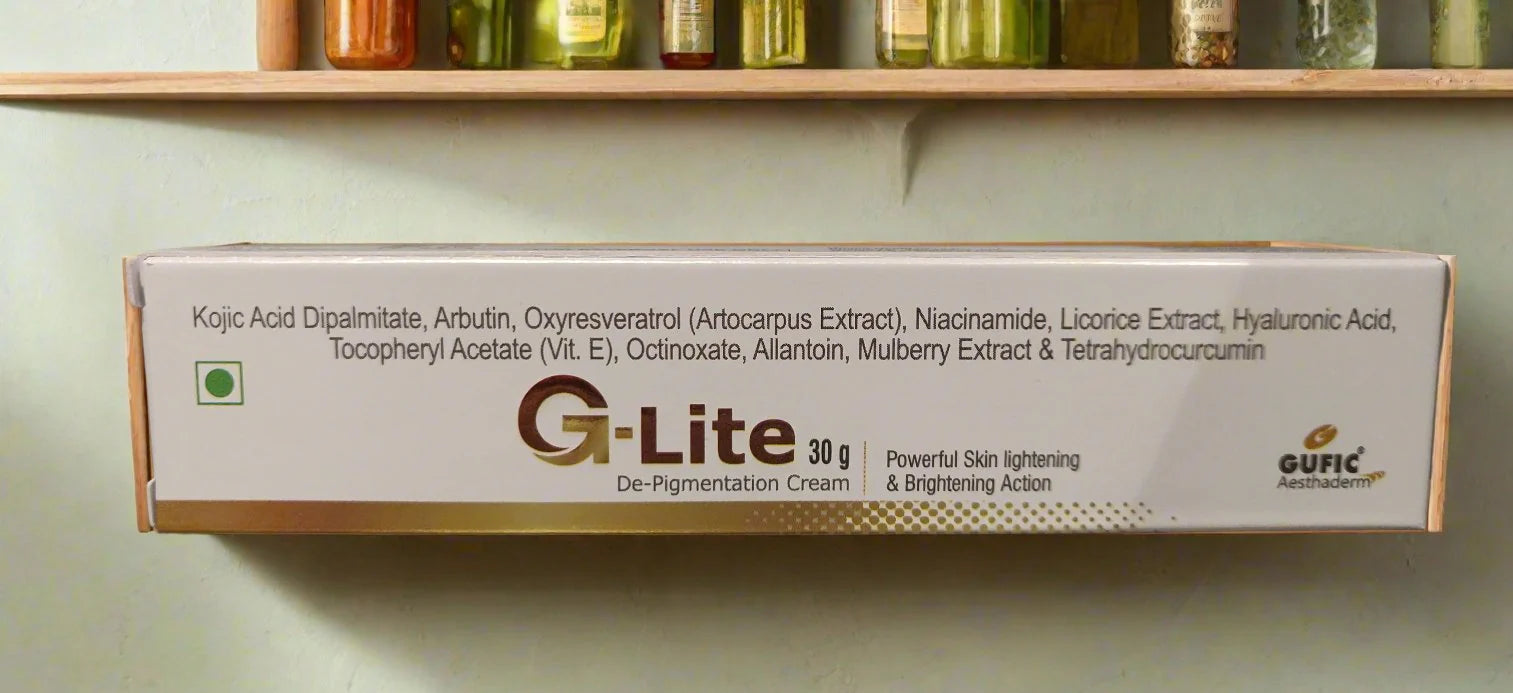 Kojic Acid Dipalmitate, Arbutin, Oxyresveratrol (Artocarpus Extract), Niacinamide, Licorice Extract, Hyaluronic Acid,
Tocopheryl Acetate (Vit. E), Octinoxate, Allantoin, Mulberry Extract & Tetrahydrocurcumin
G-Lite 30 g
De-Pigmentation Cream
Powerful Skin lightening
& Brightening Action
GUFIC
Aesthaderm